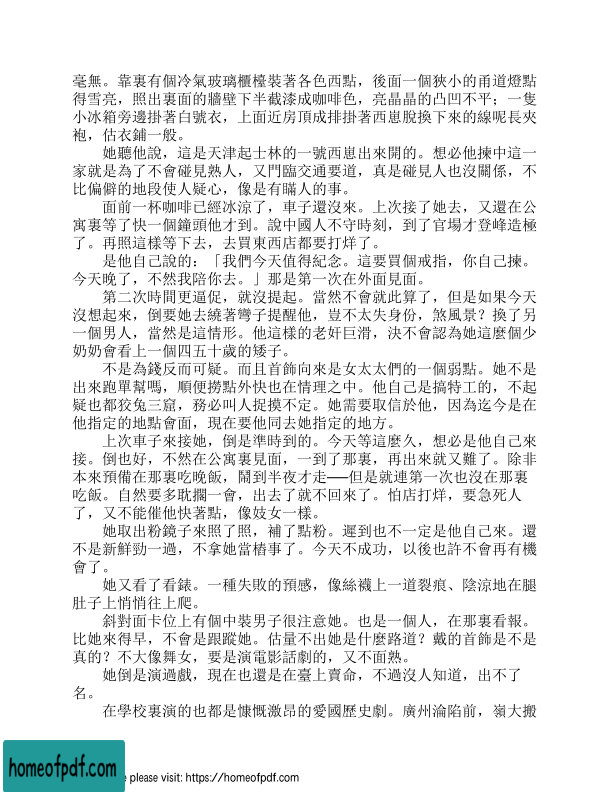 毫無。靠裏有個冷氣玻璃櫃檯裝著各色西點，後面一個狹小的甬道燈點
得雪亮，照出裏面的牆壁下半截漆成咖啡色，亮晶晶的凸凹不平；一隻
小冰箱旁邊掛著白號衣，上面近房頂成排掛著西崽脫換下來的線呢長夾
袍，估衣鋪一般。
她聽他說，這是天津起士林的一號西崽出來開的。想必他揀中這一
家就是為了不會碰見熟人，又門臨交通要道，真是碰見人也沒關係，不
比偏僻的地段使人疑心，像是有瞞人的事。
面前一杯咖啡已經冰涼了，車子還沒來。上次接了她去，又還在公
寓裏等了快一個鐘頭他才到。說中國人不守時刻，到了官場才登峰造極
了。再照這樣等下去，去買東西店都要打烊了。
是他自己說的：「我們今天值得紀念。這要買個戒指，你自己揀。
今天晚了，不然我陪你去。」那是第一次在外面見面。
第二次時間更逼促，就沒提起。當然不會就此算了，但是如果今天
沒想起來，倒要她去繞著彎子提醒他，豈不太失身份，煞風景？換了另
一個男人，當然是這情形。他這樣的老奸巨滑，決不會認為她這麼個少
奶奶會看上一個四五十歲的矮子。
不是為錢反而可疑。而且首飾向來是女太太們的一個弱點。她不是
出來跑單幫嗎，順便撈點外快也在情理之中。他自己是搞特工的，不起
疑也都狡兔三窟，務必叫人捉摸不定。她需要取信於他，因為迄今是在
他指定的地點會面，現在要他同去她指定的地方。
上次車子來接她，倒是準時到的。今天等這麼久，想必是他自己來
接。倒也好，不然在公寓裏見面，一到了那裏，再出來就又難了。除非
本來預備在那裏吃晚飯，鬧到半夜才走──但是就連第一次也沒在那裏
吃飯。自然要多耽擱一會，出去了就不回來了。怕店打烊，要急死人
了，又不能催他快著點，像妓女一樣。
她取出粉鏡子來照了照，補了點粉。遲到也不一定是他自己來。還
不是新鮮勁一過，不拿她當樁事了。今天不成功，以後也許不會再有機
會了。
她又看了看錶。一種失敗的預感，像絲襪上一道裂痕、陰涼地在腿
肚子上悄悄往上爬。
斜對面卡位上有個中裝男子很注意她。也是一個人，在那裏看報。
比她來得早，不會是跟蹤她。估量不出她是什麼路道？戴的首飾是不是
真的？不大像舞女，要是演電影話劇的，又不面熟。
她倒是演過戲，現在也還是在臺上賣命，不過沒人知道，出不了
名。
在學校裏演的也都是慷慨激昂的愛國歷史劇。廣州淪陷前，嶺大搬
homeofpdf.com
e please visit: https://homeofpdf.com